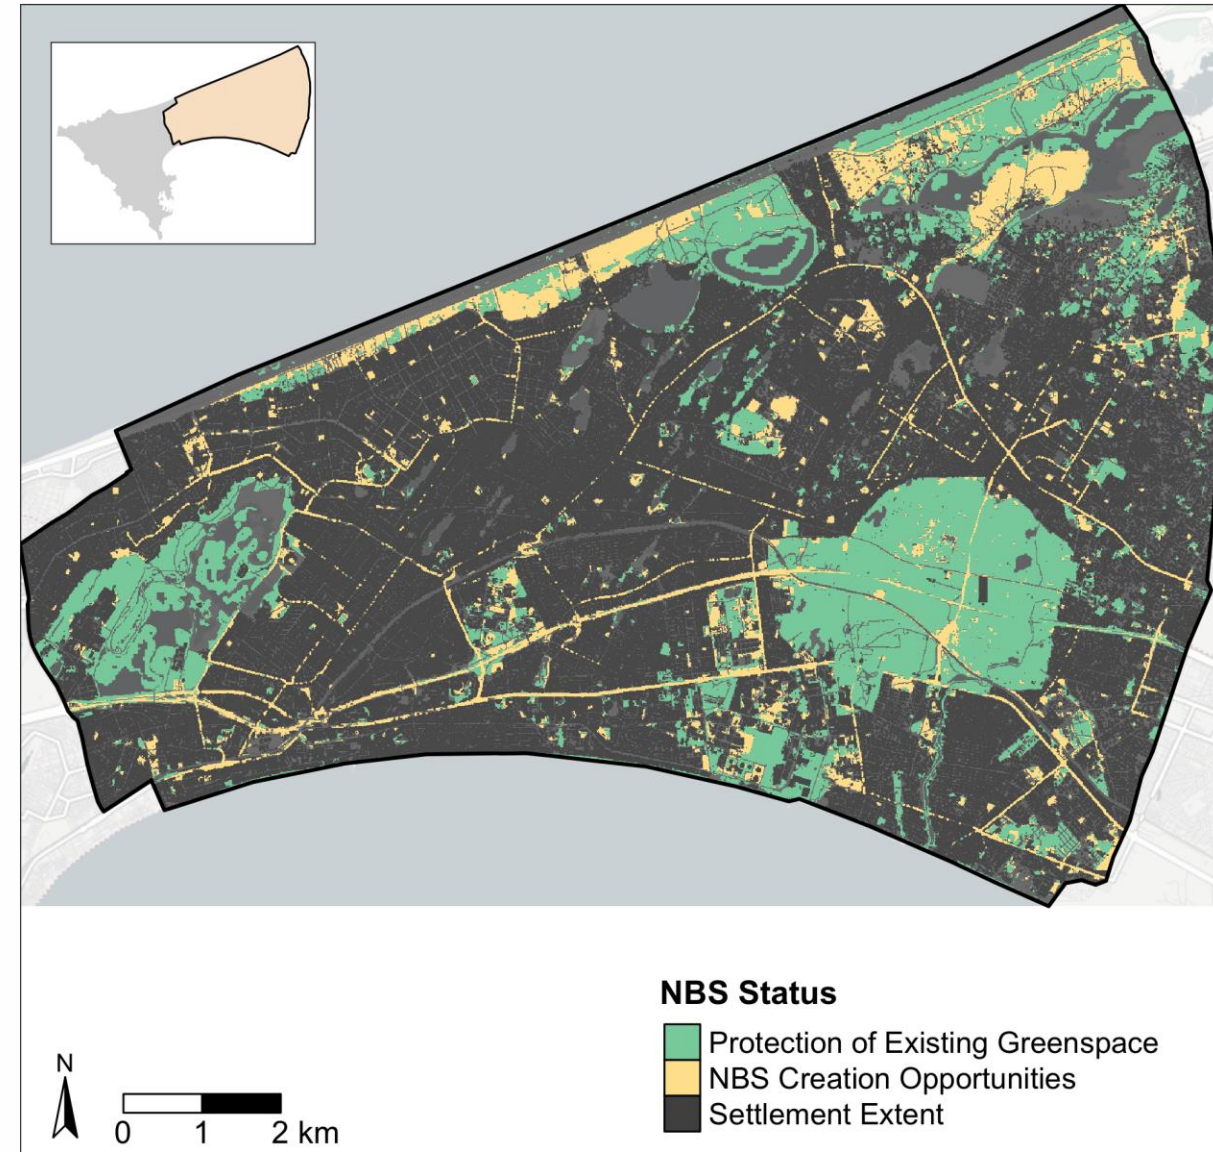 NBS Status
Protection of Existing Greenspace
NBS Creation Opportunities
Settlement Extent
N
0 1 2 km